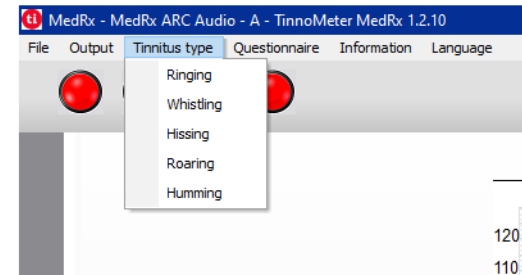 ti MedRx - MedRx ARC Audio - A - TinnoMeter MedRx 1.2.10
File Output Tinnitus type Questionnaire Information Language
Ringing
Whistling
Hissing
Roaring
Humming
120
110